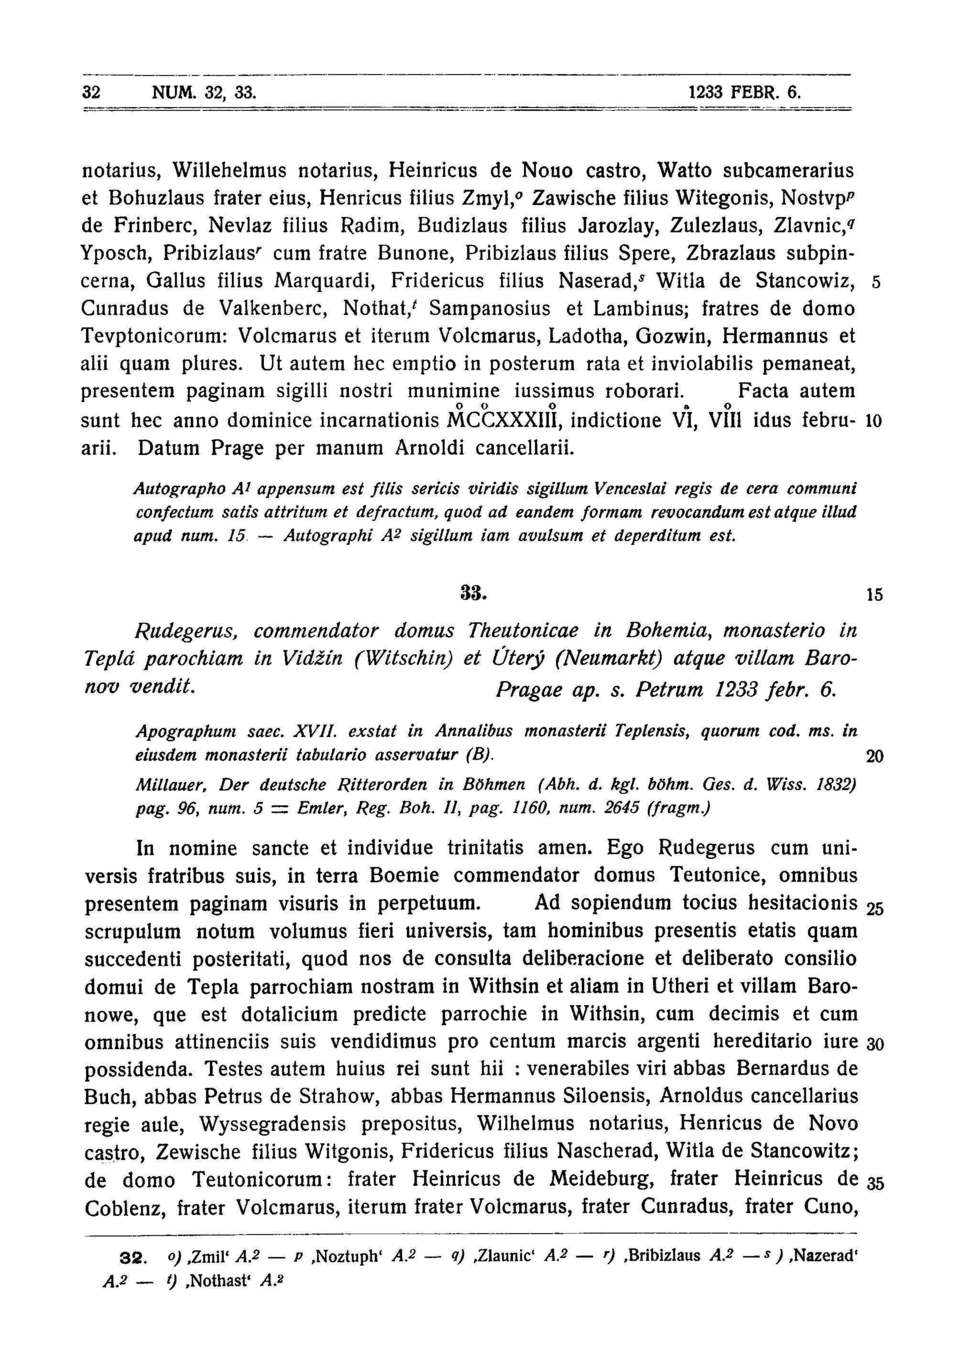 32 NUM. 32, 33. 1233 FEBR. 6.
notarius, Willehelmus notarius, Heinricus de Nouo castro, Watto subcamerarius
et Bohuzlaus frater eius, Henricus filius Zmyl,o Zawische filius Witegonis, Nostvpp
de Frinberc, Nevlaz filius Radim, Budizlaus filius Jarozlay, Zulezlaus, Zlavnic,q
Yposch, Pribizlausr cum fratre Bunone, Pribizlaus filius Spere, Zbrazlaus subpin-
cerna, Gallus filius Marquardi, Fridericus filius Naserad,s Witla de Stancowiz, 5
Cunradus de Valkenberc, Nothat,t Sampanosius et Lambinus; fratres de domo
Tevptonicorum: Volcmarus et iterum Volcmarus, Ladotha, Gozwin, Hermannus et
alii quam plures. Ut autem hec emptio in posterum rata et inviolabilis pemaneat,
presentem paginam sigilli nostri munimine iussimus roborari. Facta autem
sunt hec anno dominice incarnationis M̊C̊CXXXIII̊, indictione VI̊, VIII̊ idus febru- 10
arii. Datum Prage per manum Arnoldi cancellarii.
Autographo A1 appensum est filis sericis viridis sigillum Venceslai regis de cera communi
confectum satis attritum et defractum, quod ad eandem formam revocandum est atque illud
apud num. 15. — Autographi A2 sigillum iam avulsum et deperditum est.
33. 15
Rudegerus, commendator domus Theutonicae in Bohemia, monasterio in
Teplá parochiam in Vidžín (Witschin) et Úterý (Neumarkt) atque villam Baro-
nov vendit. Pragae ap. s. Petrum 1233 febr. 6.
Apographum saec. XVII. exstat in Annalibus monasterii Teplensis, quorum cod. ms. in
eiusdem monasterii tabulario asservatur (B). 20
Millauer, Der deutsche Ritterorden in Böhmen (Abh. d. kgl. böhm. Ges. d. Wiss. 1832)
pag. 96, num. 5 = Emler, Reg. Boh. II, pag. 1160, num. 2645 (fragm.)
In nomine sancte et individue trinitatis amen. Ego Rudegerus cum uni-
versis fratribus suis, in terra Boemie commendator domus Teutonice, omnibus
presentem paginam visuris in perpetuum. Ad sopiendum tocius hesitacionis 25
scrupulum notum volumus fieri universis, tam hominibus presentis etatis quam
succedenti posteritati, quod nos de consulta deliberacione et deliberato consilio
domui de Tepla parrochiam nostram in Withsin et aliam in Utheri et villam Baro-
nowe, que est dotalicium predicte parrochie in Withsin, cum decimis et cum
omnibus attinenciis suis vendidimus pro centum marcis argenti hereditario iure 30
possidenda. Testes autem huius rei sunt hii : venerabiles viri abbas Bernardus de
Buch, abbas Petrus de Strahow, abbas Hermannus Siloensis, Arnoldus cancellarius
regie aule, Wyssegradensis prepositus, Wilhelmus notarius, Henricus de Novo
castro, Zewische filius Witgonis, Fridericus filius Nascherad, Witla de Stancowitz;
de domo Teutonicorum: frater Heinricus de Meideburg, frater Heinricus de 35
Coblenz, frater Volcmarus, iterum frater Volcmarus, frater Cunradus, frater Cuno,
32. o) ‚Zmil‘ A.2 — p ‚Noztuph‘ A.2 — q) ‚Zlaunic‘ A.2 — r) ‚Bribizlaus A.2 — s ) ‚Nazerad‘
A.2 — t) ‚Nothast‘ A.2